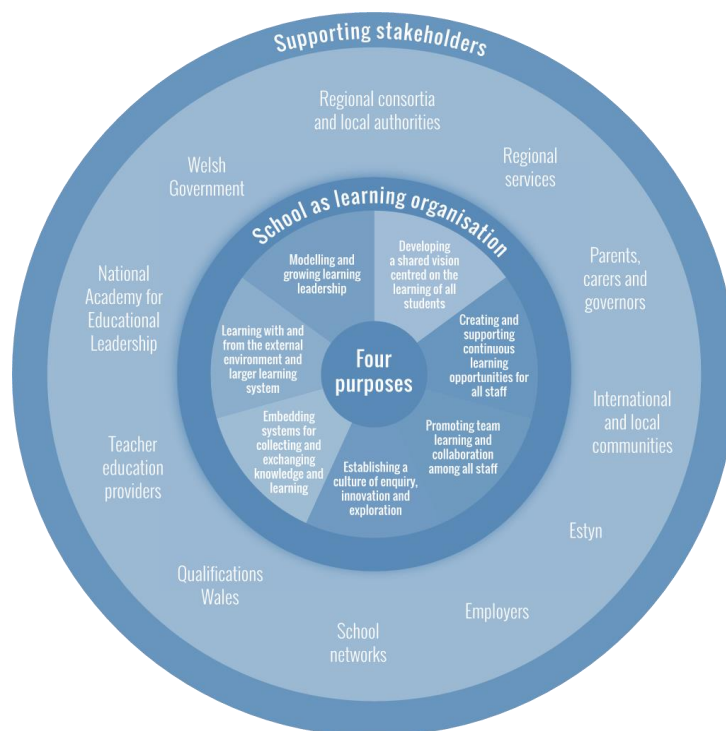 Supporting stakeholders
Regional consortia
and local authorities
Regional
services
Parents,
carers and
governors
International
and local
communities
Estyn
Employers
School
networks
Qualifications
Wales
Teacher
education
providers
National
Academy for
Educational
Leadership
Welsh
Government
School as learning organisation
Developing
a shared vision
centred on the
learning of all
students
Creating and
supporting
continuous
learning
opportunities for
all staff
Promoting team
learning and
collaboration
among all staff
Establishing a
culture of enquiry,
innovation and
exploration
Embedding
systems for
collecting and
exchanging
knowledge and
learning
Learning with and
from the external
environment and
larger learning
system
Modelling and
growing learning
leadership
Four
purposes